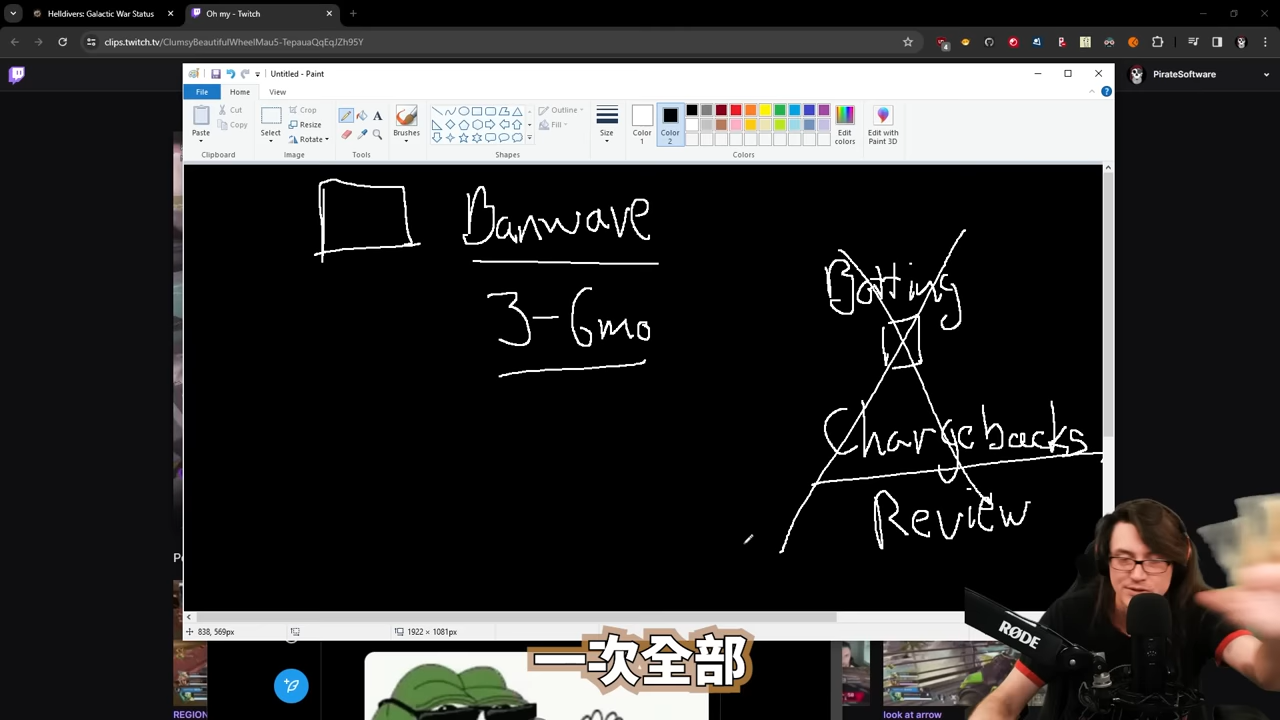 Helldivers: Galactic War Status
Oh my - Twitch
clips.twitch.tv/ClumsyBeautifulWheelMau5-TepauaQqEqJZh95Y
4
PirateSoftware
Untitled - Paint
File
Home
View
Paste
Cut
Copy
Clipboard
Select
Crop
Resize
Rotate
Image
Tools
Brushes
Outline
Fill
Shapes
Size
Color 1
Color 2
Edit colors
Edit with Paint 3D
Colors
Banwave
3-6mo
Botting
Chargebacks
Review
838, 569px
1922 × 1081px
RØDE
一次全部
REGION
look at arrow